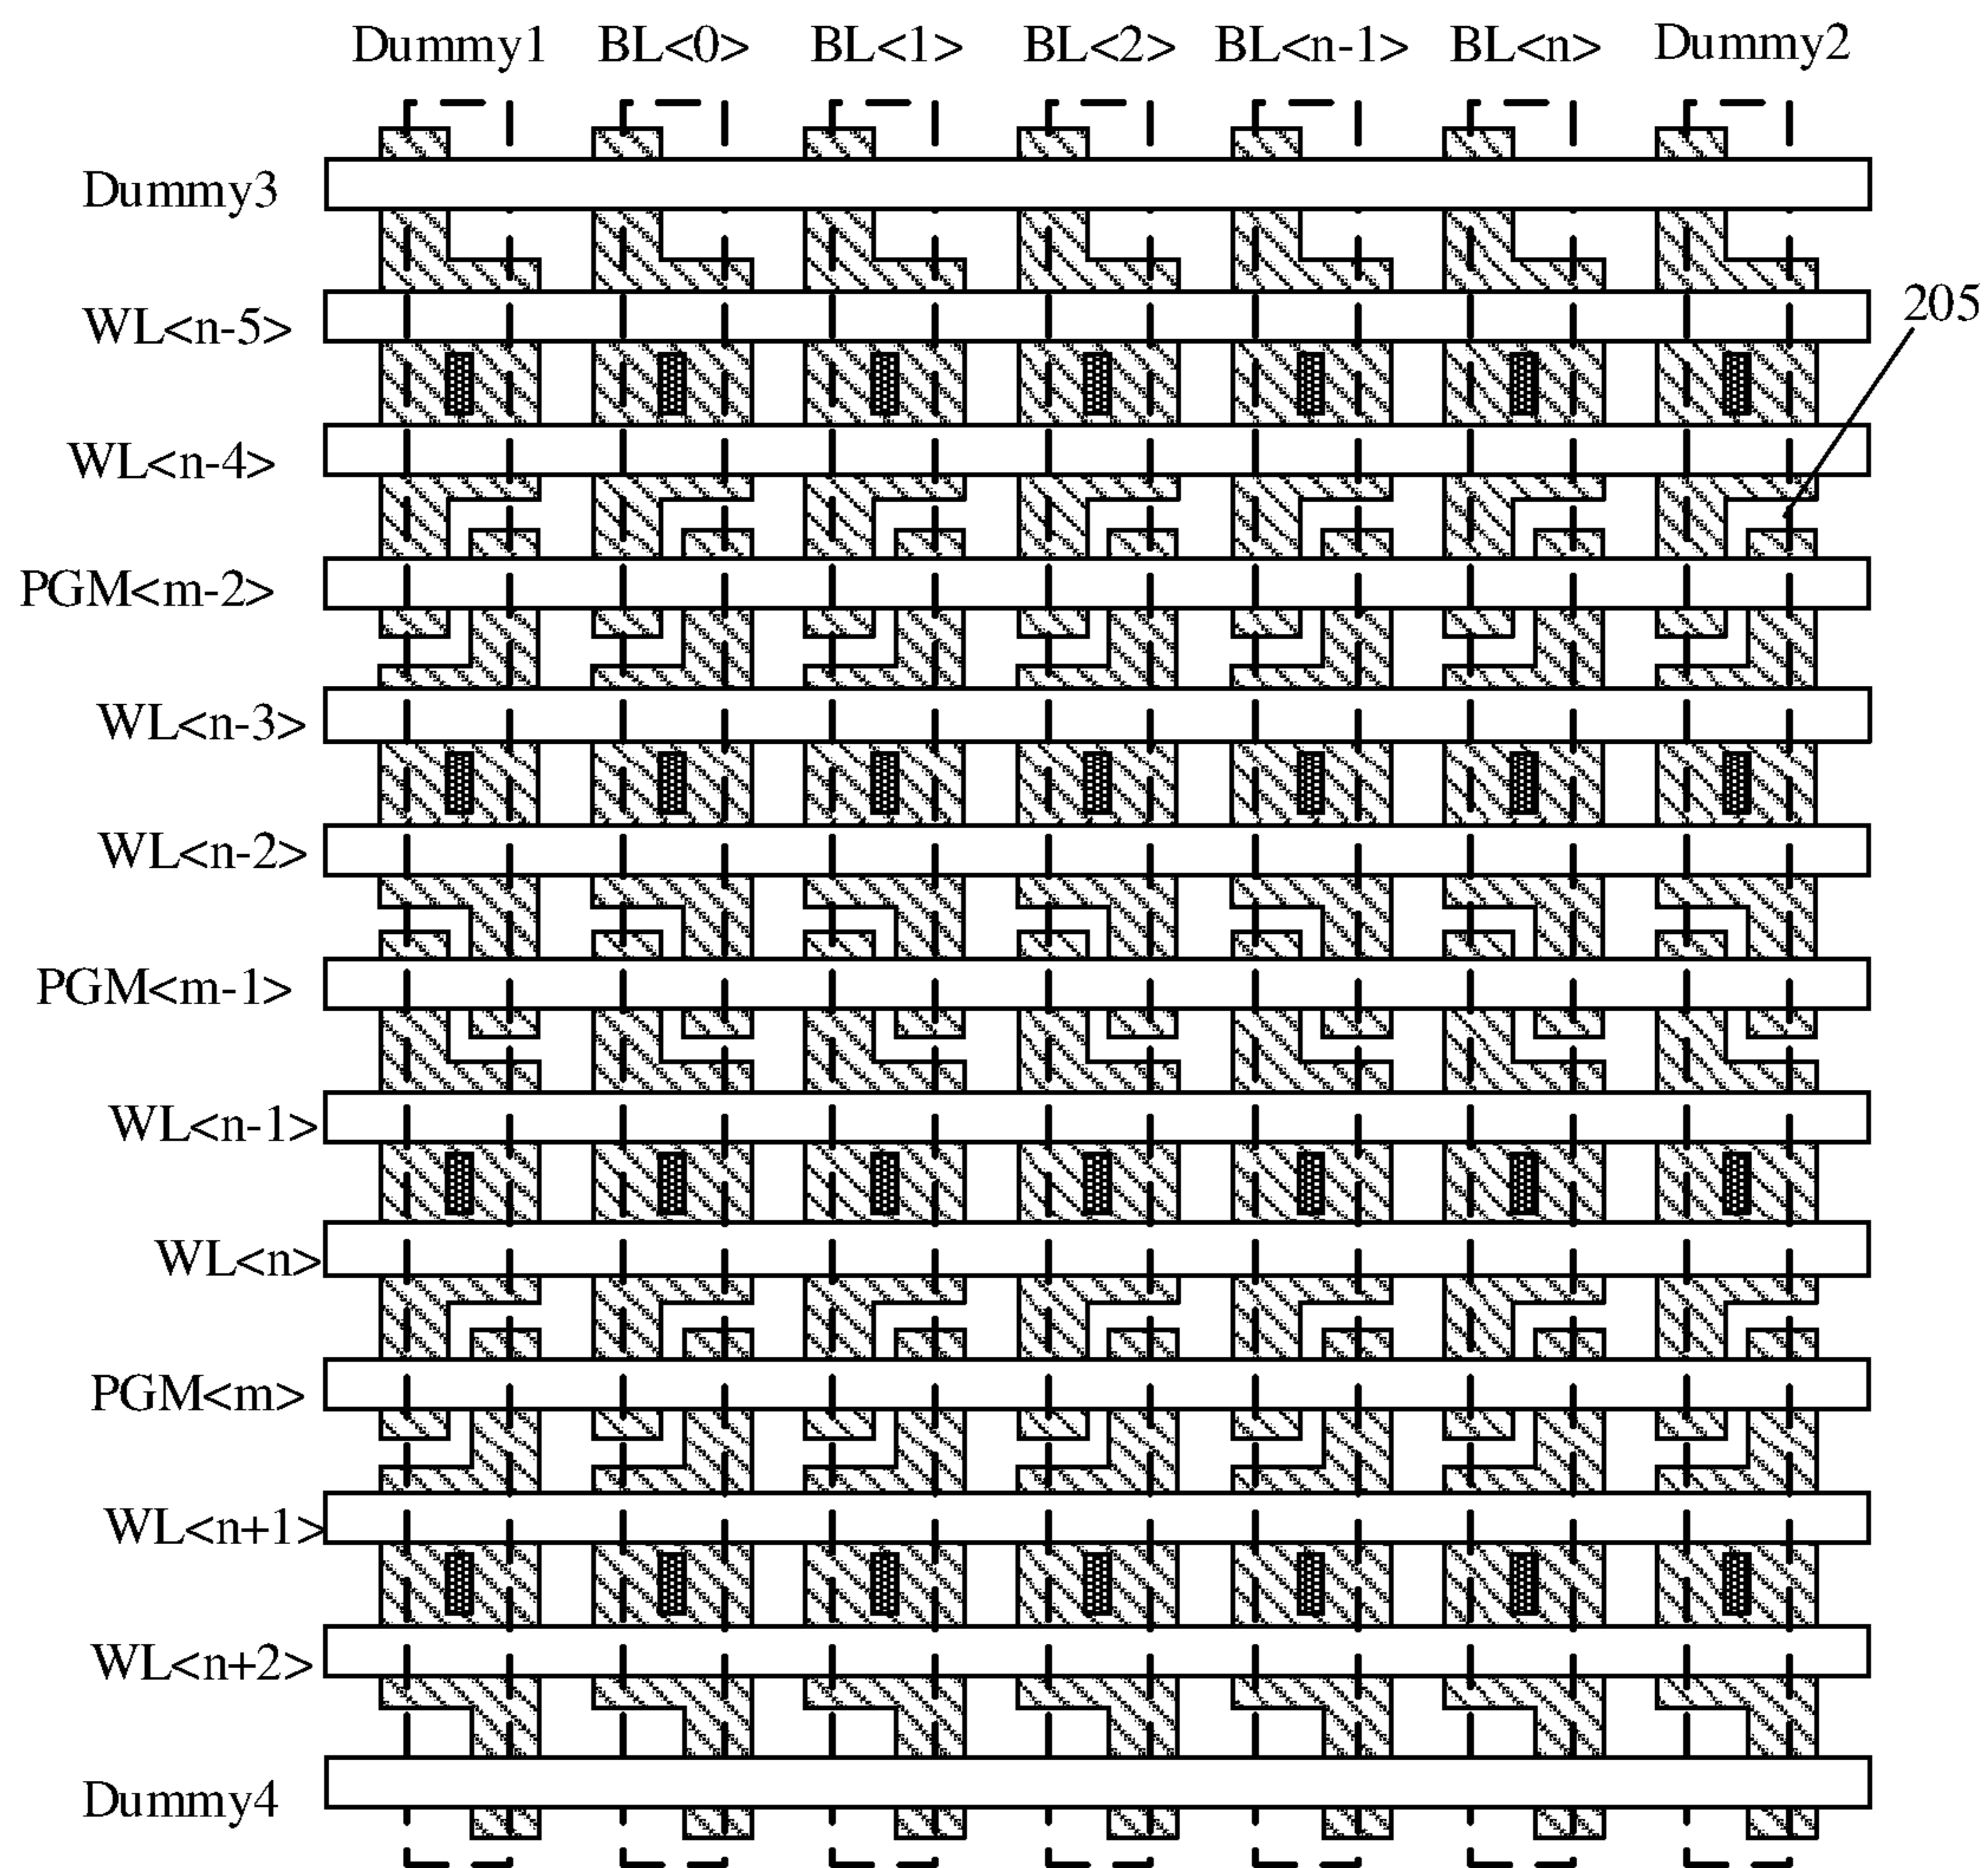 Dummy1 BL<0> BL<1> BL<2> BL<n-1> BL<n> Dummy2
Dummy3
WL<n-5>
205
WL<n-4>
PGM<m-2>
WL<n-3>
WL<n-2>
PGM<m-1>
WL<n-1>
WL<n>
PGM<m>
WL<n+1>
WL<n+2>
Dummy4